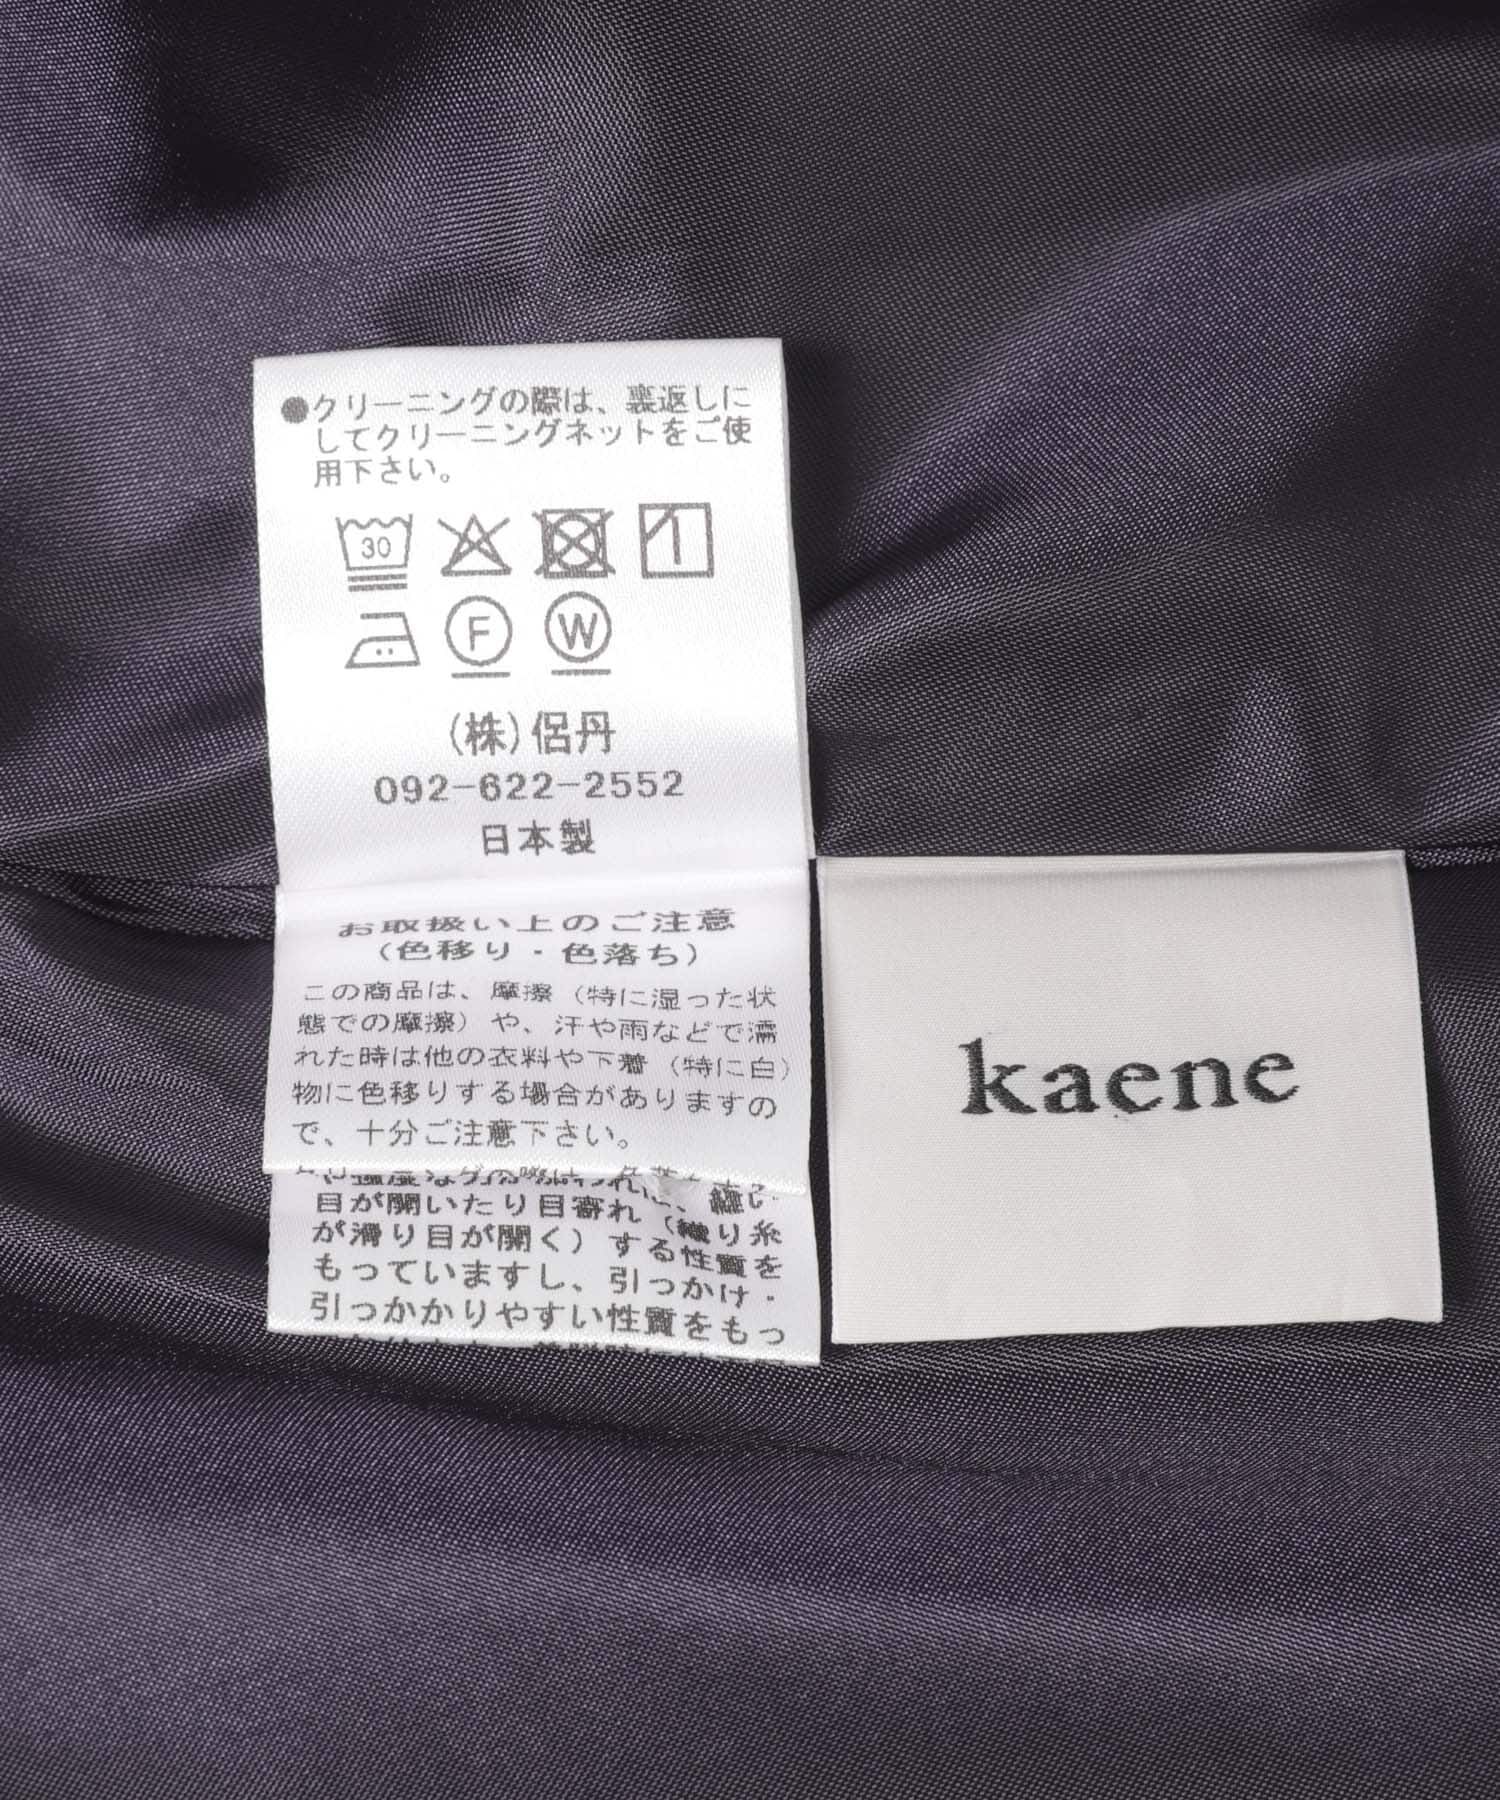 ●クリーニングの際は、裏返しに
してクリーニングネットをご使
用下さい。
30
F
W
(株)侶丹
092-622-2552
日本製
お取扱い上のご注意
(色移り・色落ち)
この商品は、摩擦(特に湿った状
態での摩擦)や、汗や雨などで濡
れた時は他の衣料や下着(特に白)
物に色移りする場合がありますの
で、十分ご注意下さい。
目が開いたり目寄れ(織り糸
が滑り目が開く)する性質を
もっていますし、引っかけ・
引っかかりやすい性質をもっ
kaene